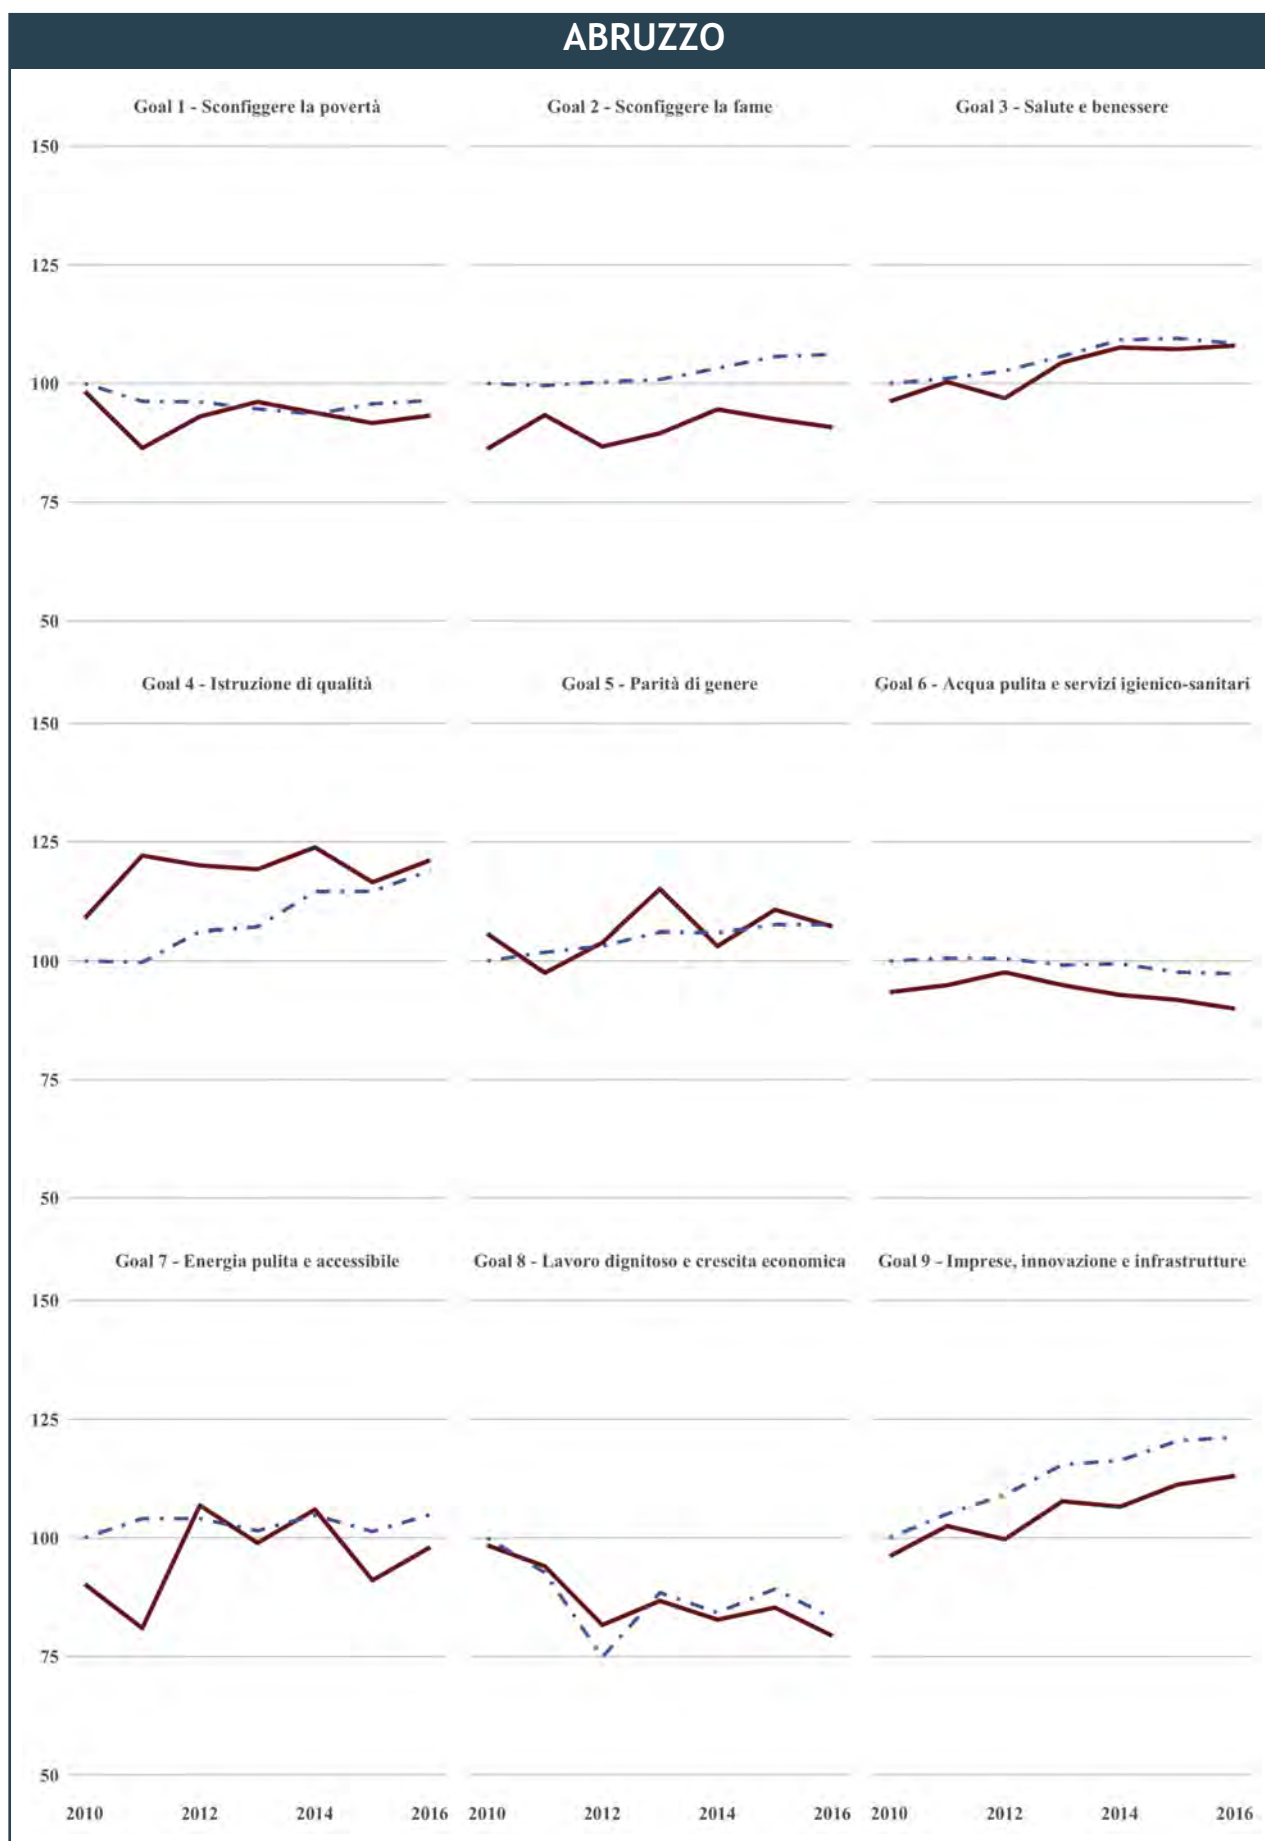 ABRUZZO
Goal 1 - Sconfiggere la povertà
Goal 2 - Sconfiggere la fame
Goal 3 - Salute e benessere
150
125
100
75
50
Goal 4 - Istruzione di qualità
Goal 5 - Parità di genere
Goal 6 - Acqua pulita e servizi igienico-sanitari
150
125
100
75
50
Goal 7 - Energia pulita e accessibile
Goal 8 - Lavoro dignitoso e crescita economica
Goal 9 - Imprese, innovazione e infrastrutture
150
125
100
75
50
2010 2012 2014 2016
2010 2012 2014 2016
2010 2012 2014 2016